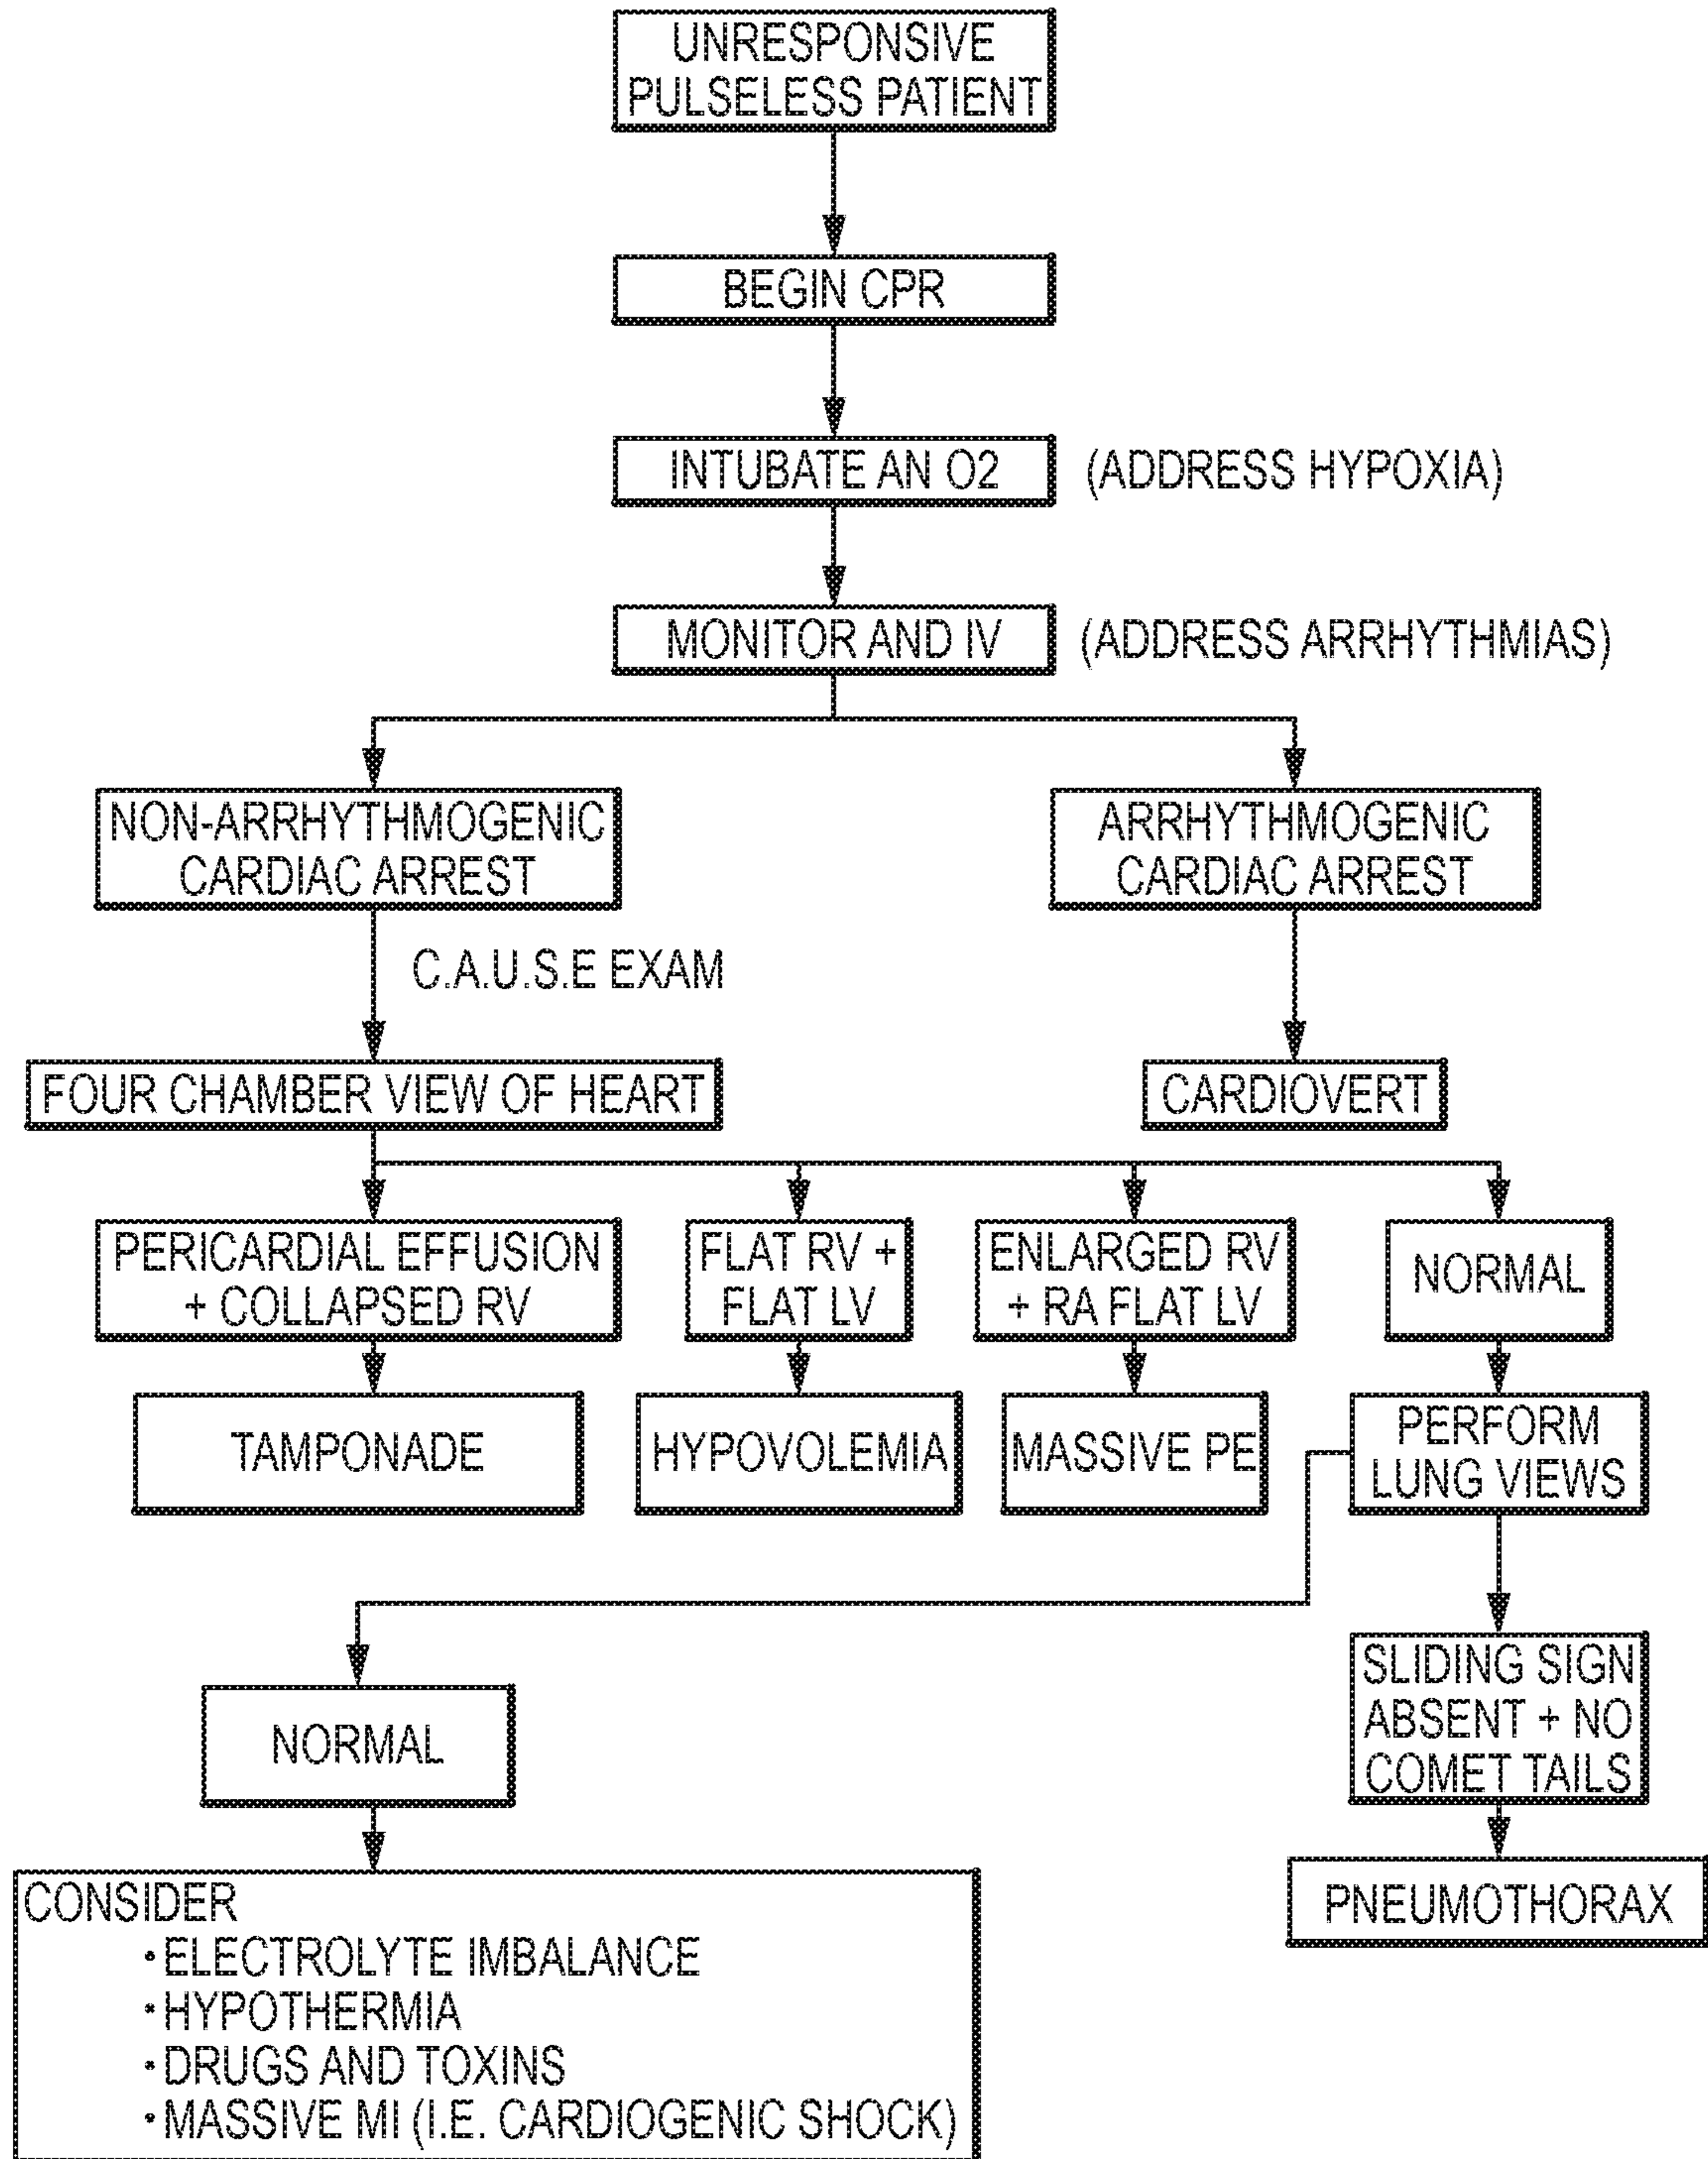 UNRESPONSIVE
PULSELESS PATIENT
BEGIN CPR
INTUBATE AN O2
(ADDRESS HYPOXIA)
MONITOR AND IV
(ADDRESS ARRHYTHMIAS)
NON-ARRHYTHMOGENIC
CARDIAC ARREST
ARRHYTHMOGENIC
CARDIAC ARREST
C.A.U.S.E EXAM
FOUR CHAMBER VIEW OF HEART
CARDIOVERT
PERICARDIAL EFFUSION
+ COLLAPSED RV
FLAT RV +
FLAT LV
ENLARGED RV
+ RA FLAT LV
NORMAL
TAMPONADE
HYPOVOLEMIA
MASSIVE PE
PERFORM
LUNG VIEWS
SLIDING SIGN
ABSENT + NO
COMET TAILS
NORMAL
PNEUMOTHORAX
CONSIDER
• ELECTROLYTE IMBALANCE
• HYPOTHERMIA
• DRUGS AND TOXINS
• MASSIVE MI (I.E. CARDIOGENIC SHOCK)